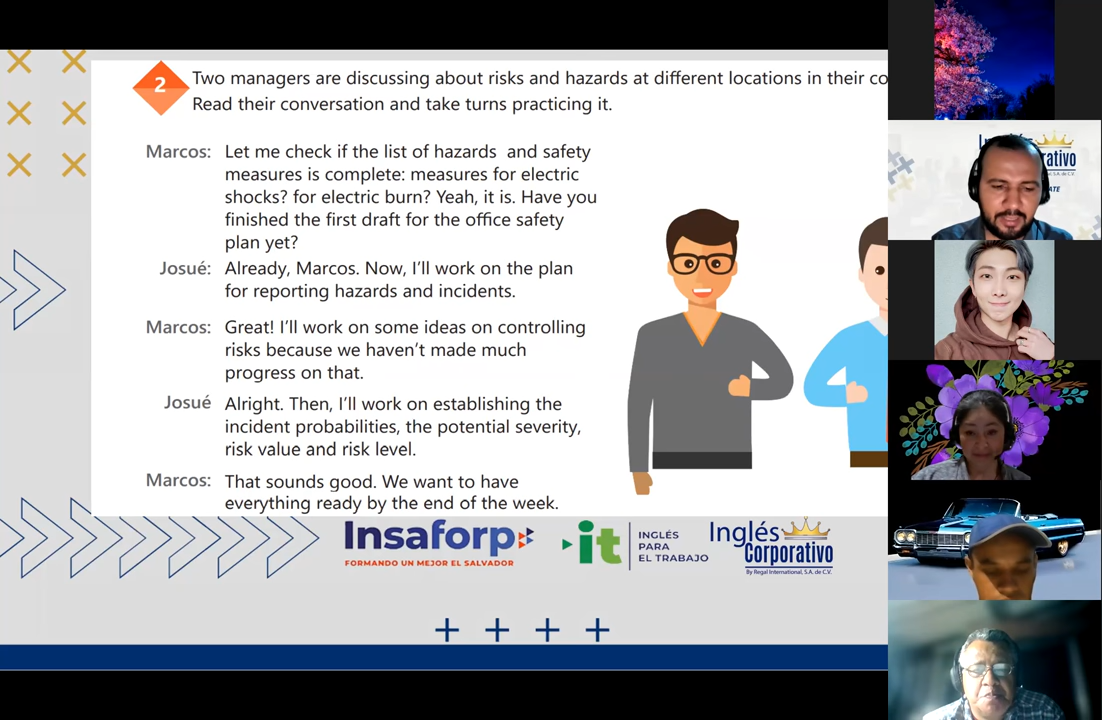 2
Two managers are discussing about risks and hazards at different locations in their co
Read their conversation and take turns practicing it.
Marcos: Let me check if the list of hazards and safety
measures is complete: measures for electric
shocks? for electric burn? Yeah, it is. Have you
finished the first draft for the office safety
plan yet?
Josué: Already, Marcos. Now, I'll work on the plan
for reporting hazards and incidents.
Marcos: Great! I'll work on some ideas on controlling
risks because we haven't made much
progress on that.
Josué Alright. Then, I'll work on establishing the
incident probabilities, the potential severity,
risk value and risk level.
Marcos: That sounds good. We want to have
everything ready by the end of the week.
Insaforp
FORMANDO UN MEJOR EL SALVADOR
it
INGLÉS
PARA
EL TRABAJO
Inglés
Corporativo
By Regal International, S.A. de C.V.
Inglés
rativo
S.A. de C.V.
ATE